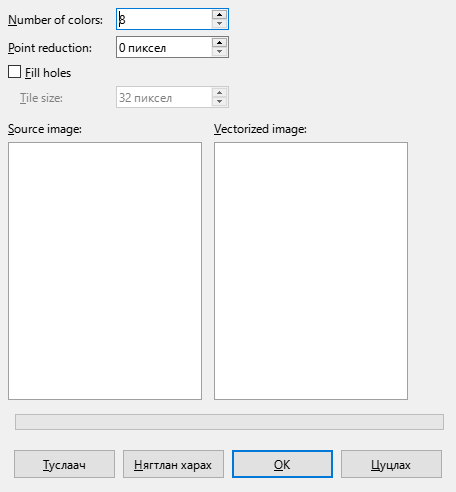 Number of colors: 8
Point reduction: 0 пиксел
Fill holes
Tile size: 32 пиксел
Source image: Vectorized image:
Туслаач Нягтлан харах OK Цуцлах